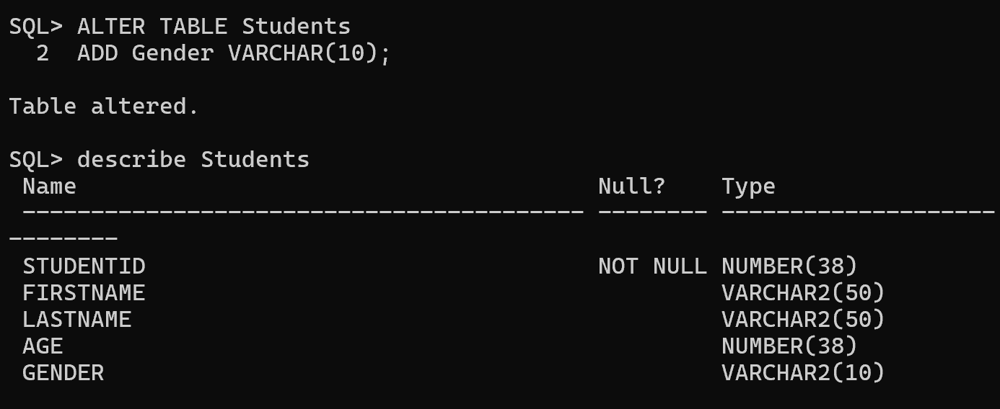 SQL> ALTER TABLE Students
  2  ADD Gender VARCHAR(10);
Table altered.
SQL> describe Students
 Name                                      Null?    Type
 ----------------------------------------- -------- --------------------
--------
 STUDENTID                                 NOT NULL NUMBER(38)
 FIRSTNAME                                          VARCHAR2(50)
 LASTNAME                                           VARCHAR2(50)
 AGE                                                NUMBER(38)
 GENDER                                             VARCHAR2(10)